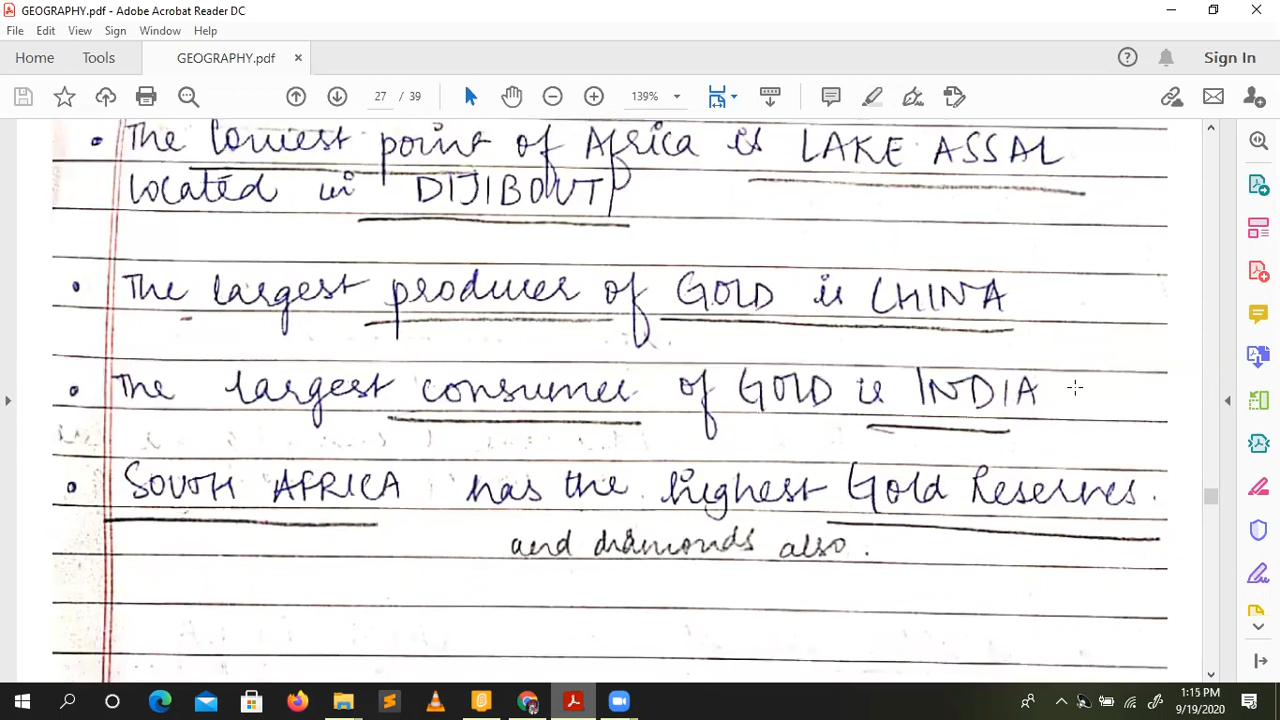 GEOGRAPHY.pdf - Adobe Acrobat Reader DC
File Edit View Sign Window Help
Home Tools GEOGRAPHY.pdf × Sign In
27 / 39 139%
• The lowest point of Africa is LAKE ASSAL
located in DIJIBOUTI
• The largest producer of GOLD is CHINA
• The largest consumer of GOLD is INDIA
• SOUTH AFRICA has the highest Gold Reserves.
and diamonds also.
1:15 PM
9/19/2020